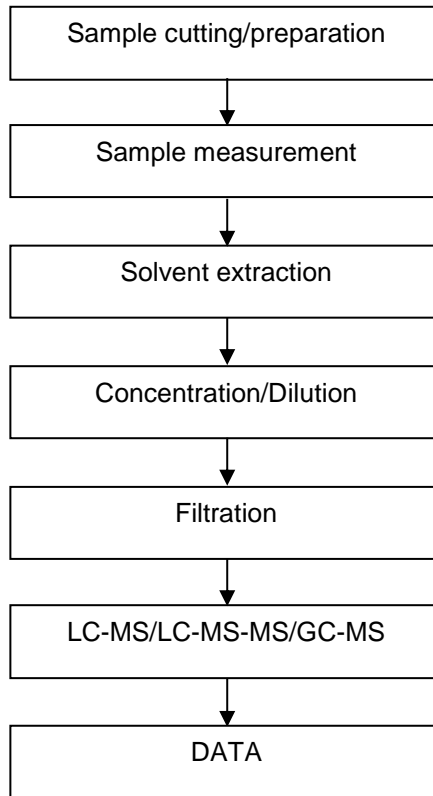 Sample cutting/preparation
Sample measurement
Solvent extraction
Concentration/Dilution
Filtration
LC-MS/LC-MS-MS/GC-MS
DATA